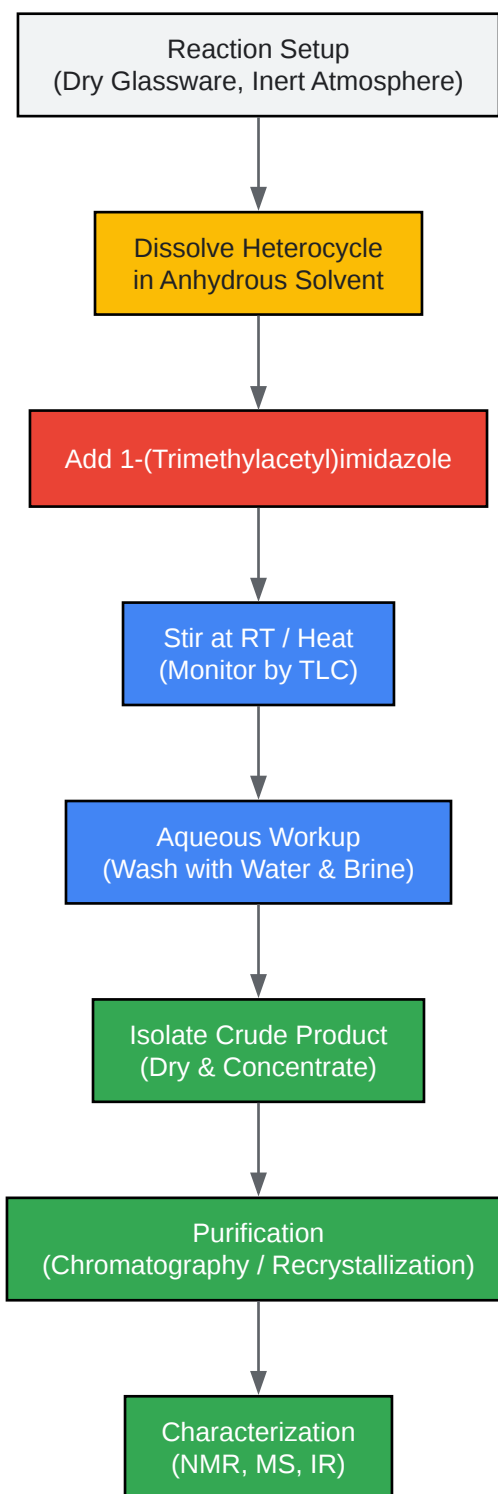 Reaction Setup
(Dry Glassware, Inert Atmosphere)
Dissolve Heterocycle
in Anhydrous Solvent
Add 1-(Trimethylacetyl)imidazole
Stir at RT / Heat
(Monitor by TLC)
Aqueous Workup
(Wash with Water & Brine)
Isolate Crude Product
(Dry & Concentrate)
Purification
(Chromatography / Recrystallization)
Characterization
(NMR, MS, IR)